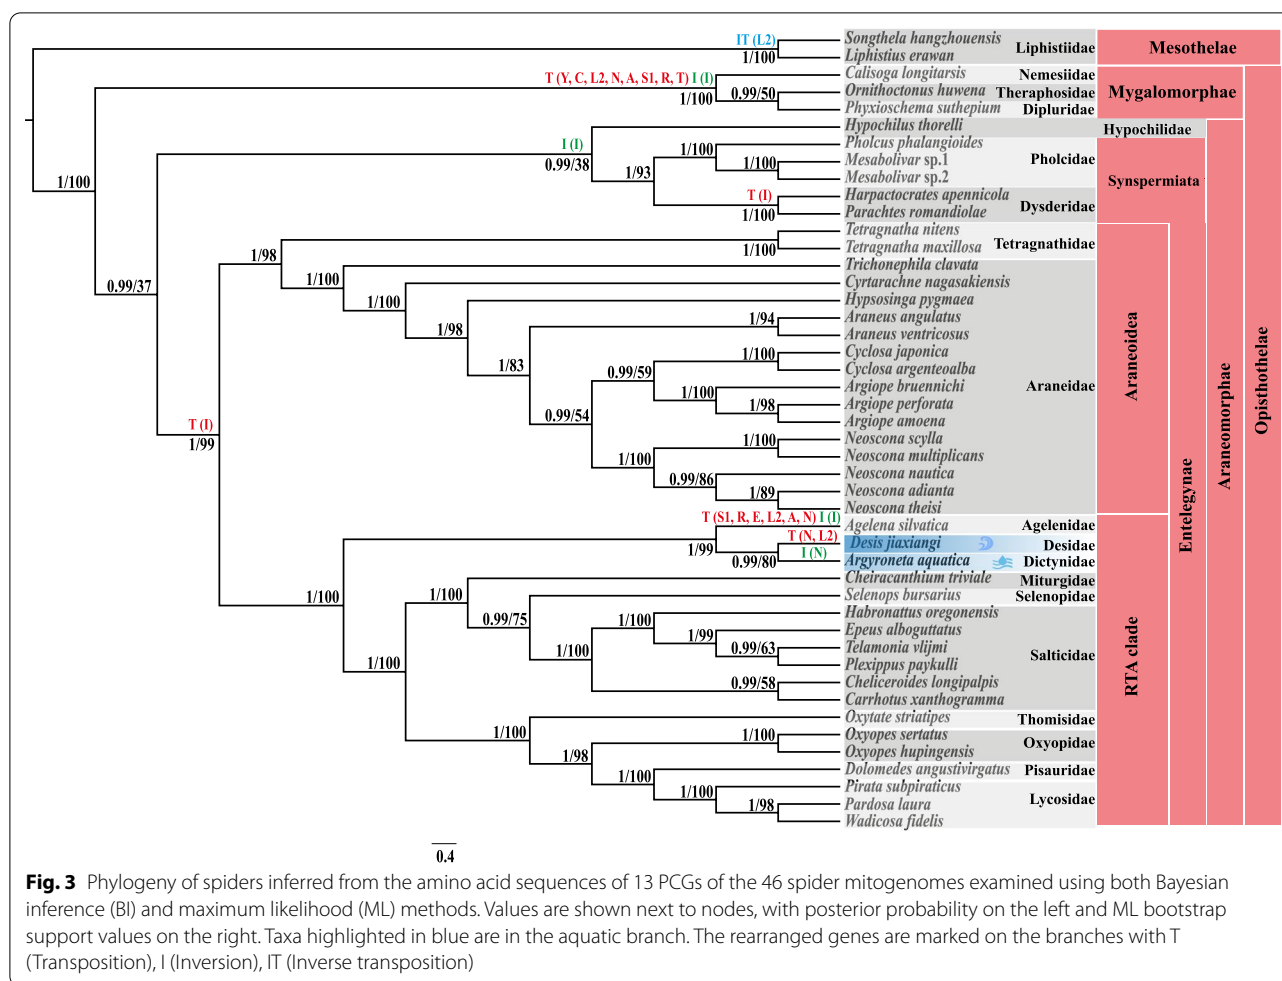 IT (L2)
1/100
Songthela hangzhouensis
Liphistius erawan
Liphistiidae
Mesothelae
T (Y, C, L2, N, A, S1, R, T) I (I)
1/100
0.99/50
Calisoga longitarsis
Nemesiidae
Ornithoctonus huwena
Theraphosidae
Phyxioschema suthepium
Dipluridae
Mygalomorphae
1/100
I (I)
0.99/38
Hypochilus thorelli
Hypochilidae
1/93
1/100
1/100
Pholcus phalangioides
Mesabolivar sp.1
Mesabolivar sp.2
Pholcidae
Synspermiata
T (I)
1/100
Harpactocrates apennicola
Parachtes romandiolae
Dysderidae
0.99/37
1/98
1/100
Tetragnatha nitens
Tetragnatha maxillosa
Tetragnathidae
1/100
Trichonephila clavata
1/100
Cyrtarachne nagasakiensis
1/98
Hypsosinga pygmaea
1/94
Araneus angulatus
Araneus ventricosus
1/83
0.99/59
1/100
Cyclosa japonica
Cyclosa argenteoalba
1/100
Argiope bruennichi
Araneidae
1/98
Argiope perforata
Argiope amoena
0.99/54
1/100
1/100
Neoscona scylla
Neoscona multiplicans
0.99/86
Neoscona nautica
1/89
Neoscona adianta
Neoscona theisi
Araneoidea
T (I)
1/99
T (S1, R, E, L2, A, N) I (I)
1/99
Agelena silvatica
Agelenidae
T (N, L2)
Desis jiaxiangi
Desidae
I (N)
0.99/80
Argyroneta aquatica
Dictynidae
1/100
1/100
Cheiracanthium triviale
Miturgidae
0.99/75
Selenops bursarius
Selenopidae
1/100
1/100
Habronattus oregonensis
1/99
Epeus alboguttatus
0.99/63
Telamonia vlijmi
Plexippus paykulli
Salticidae
0.99/58
Cheliceroides longipalpis
Carrhotus xanthogramma
1/100
1/100
Oxytate striatipes
Thomisidae
1/98
1/100
Oxyopes sertatus
Oxyopes hupingensis
Oxyopidae
1/100
Dolomedes angustivirgatus
Pisauridae
1/100
Pirata subpiraticus
1/98
Pardosa laura
Wadicosa fidelis
Lycosidae
RTA clade
Entelegynae
Araneomorphae
Opisthothelae
0.4
Fig. 3 Phylogeny of spiders inferred from the amino acid sequences of 13 PCGs of the 46 spider mitogenomes examined using both Bayesian
inference (BI) and maximum likelihood (ML) methods. Values are shown next to nodes, with posterior probability on the left and ML bootstrap
support values on the right. Taxa highlighted in blue are in the aquatic branch. The rearranged genes are marked on the branches with T
(Transposition), I (Inversion), IT (Inverse transposition)